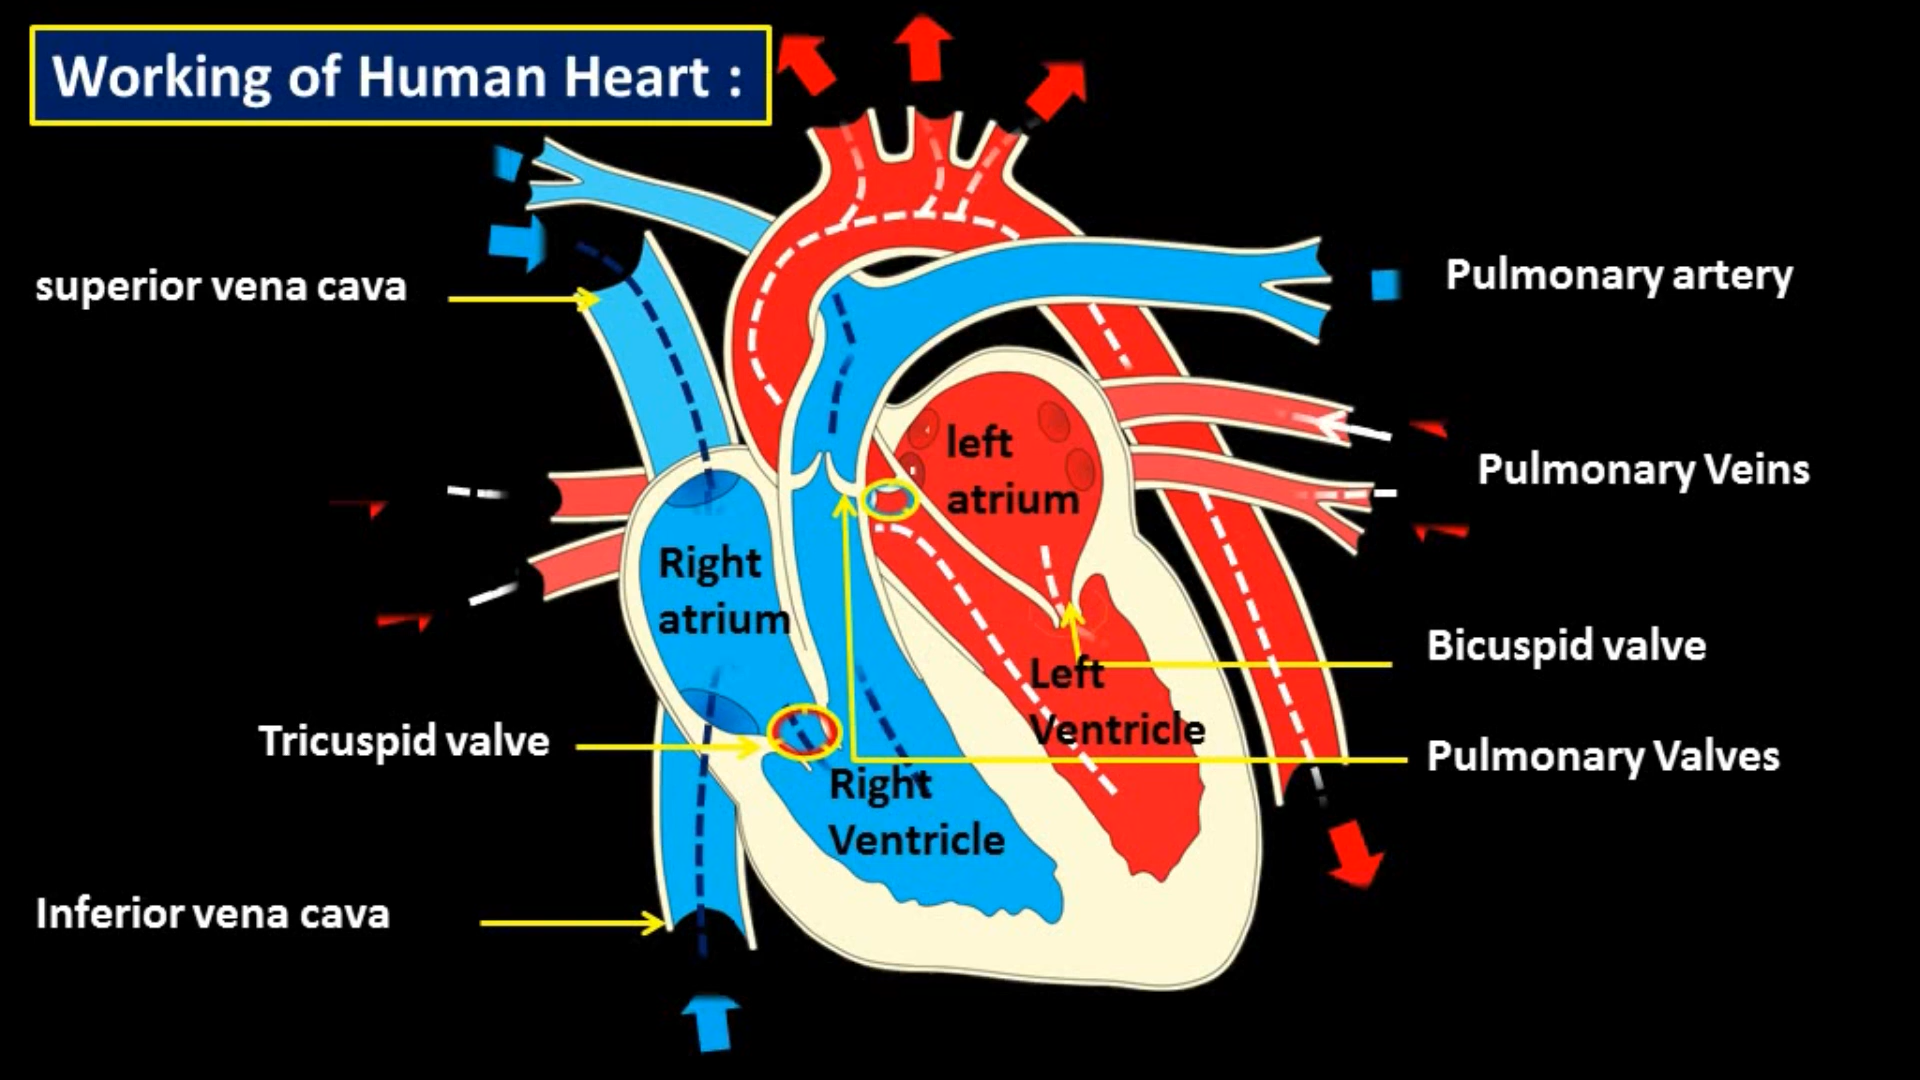 Working of Human Heart :
superior vena cava
Pulmonary artery
left
atrium
Pulmonary Veins
Right
atrium
Bicuspid valve
Left
Ventricle
Tricuspid valve
Pulmonary Valves
Right
Ventricle
Inferior vena cava